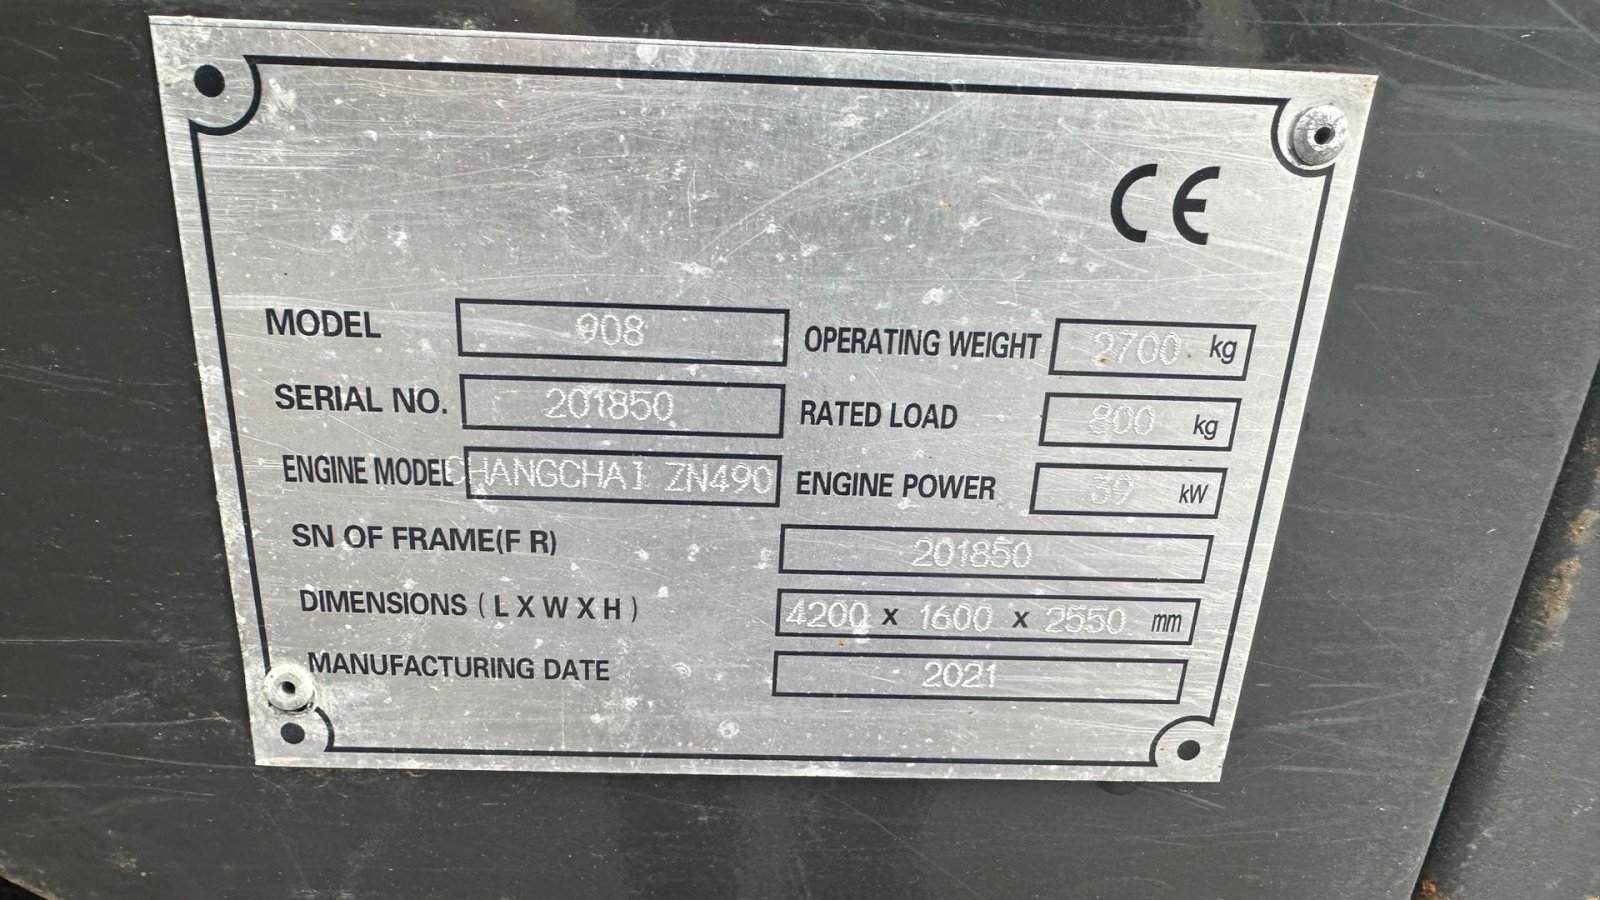 CE
MODEL 908
OPERATING WEIGHT 2700 kg
SERIAL NO. 201850
RATED LOAD 800 kg
ENGINE MODEL CHANGCHAI ZN490
ENGINE POWER 39 kW
SN OF FRAME(F R) 201850
DIMENSIONS ( L X W X H ) 4200 x 1600 x 2550 mm
MANUFACTURING DATE 2021